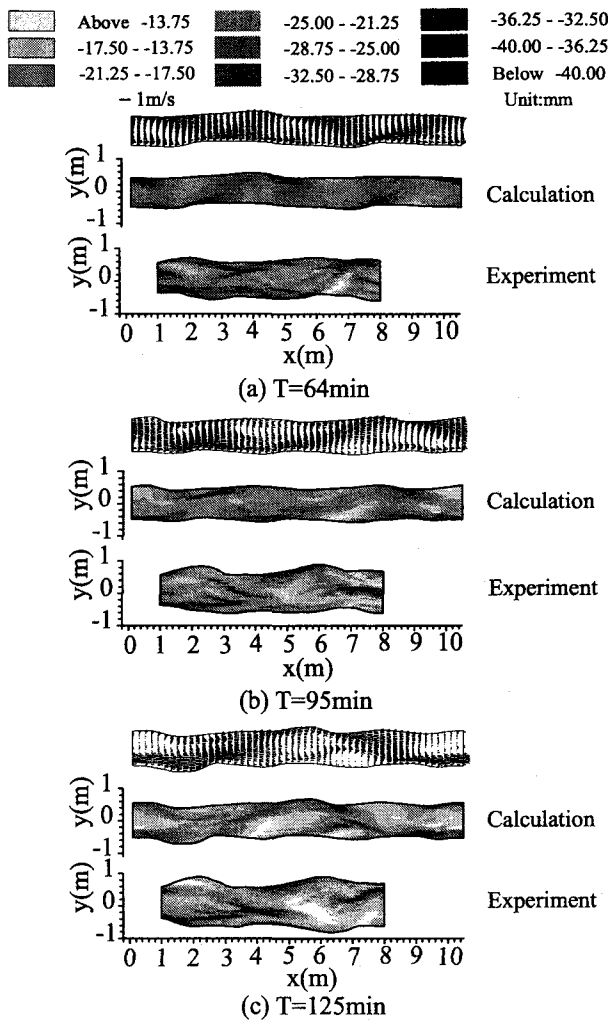 Above -13.75 -25.00 - -21.25 -36.25 - -32.50
-17.50 - -13.75 -28.75 - -25.00 -40.00 - -36.25
-21.25 - -17.50 -32.50 - -28.75 Below -40.00
– 1m/s Unit:mm
y(m) 1 0 -1 Calculation
y(m) 1 0 -1 Experiment
0 1 2 3 4 5 6 7 8 9 10
x(m)
(a) T=64min
y(m) 1 0 -1 Calculation
y(m) 1 0 -1 Experiment
0 1 2 3 4 5 6 7 8 9 10
x(m)
(b) T=95min
y(m) 1 0 -1 Calculation
y(m) 1 0 -1 Experiment
0 1 2 3 4 5 6 7 8 9 10
x(m)
(c) T=125min